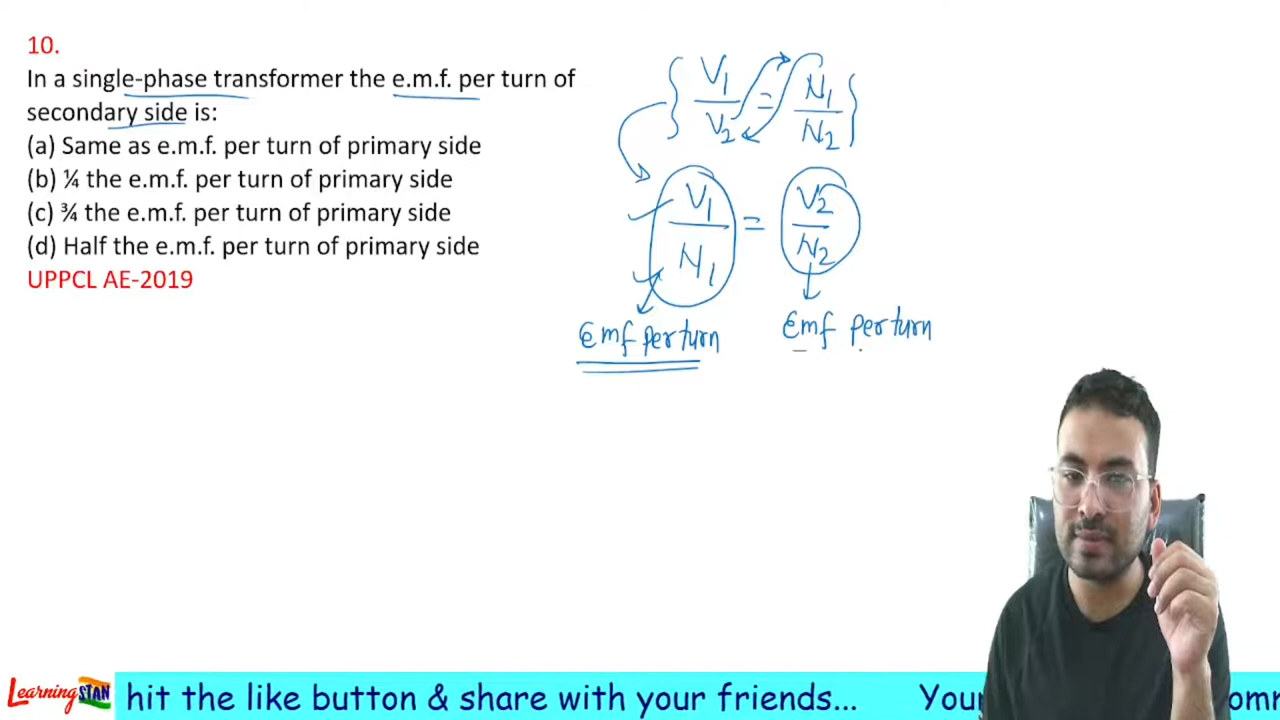 10.
In a single-phase transformer the e.m.f. per turn of
secondary side is:
(a) Same as e.m.f. per turn of primary side
(b) ¼ the e.m.f. per turn of primary side
(c) ¾ the e.m.f. per turn of primary side
(d) Half the e.m.f. per turn of primary side
UPPCL AE-2019
{ V1/V2 = N1/N2 }
V1/N1 = V2/N2
Emf per turn Emf per turn
Learning STAN hit the like button & share with your friends... Your